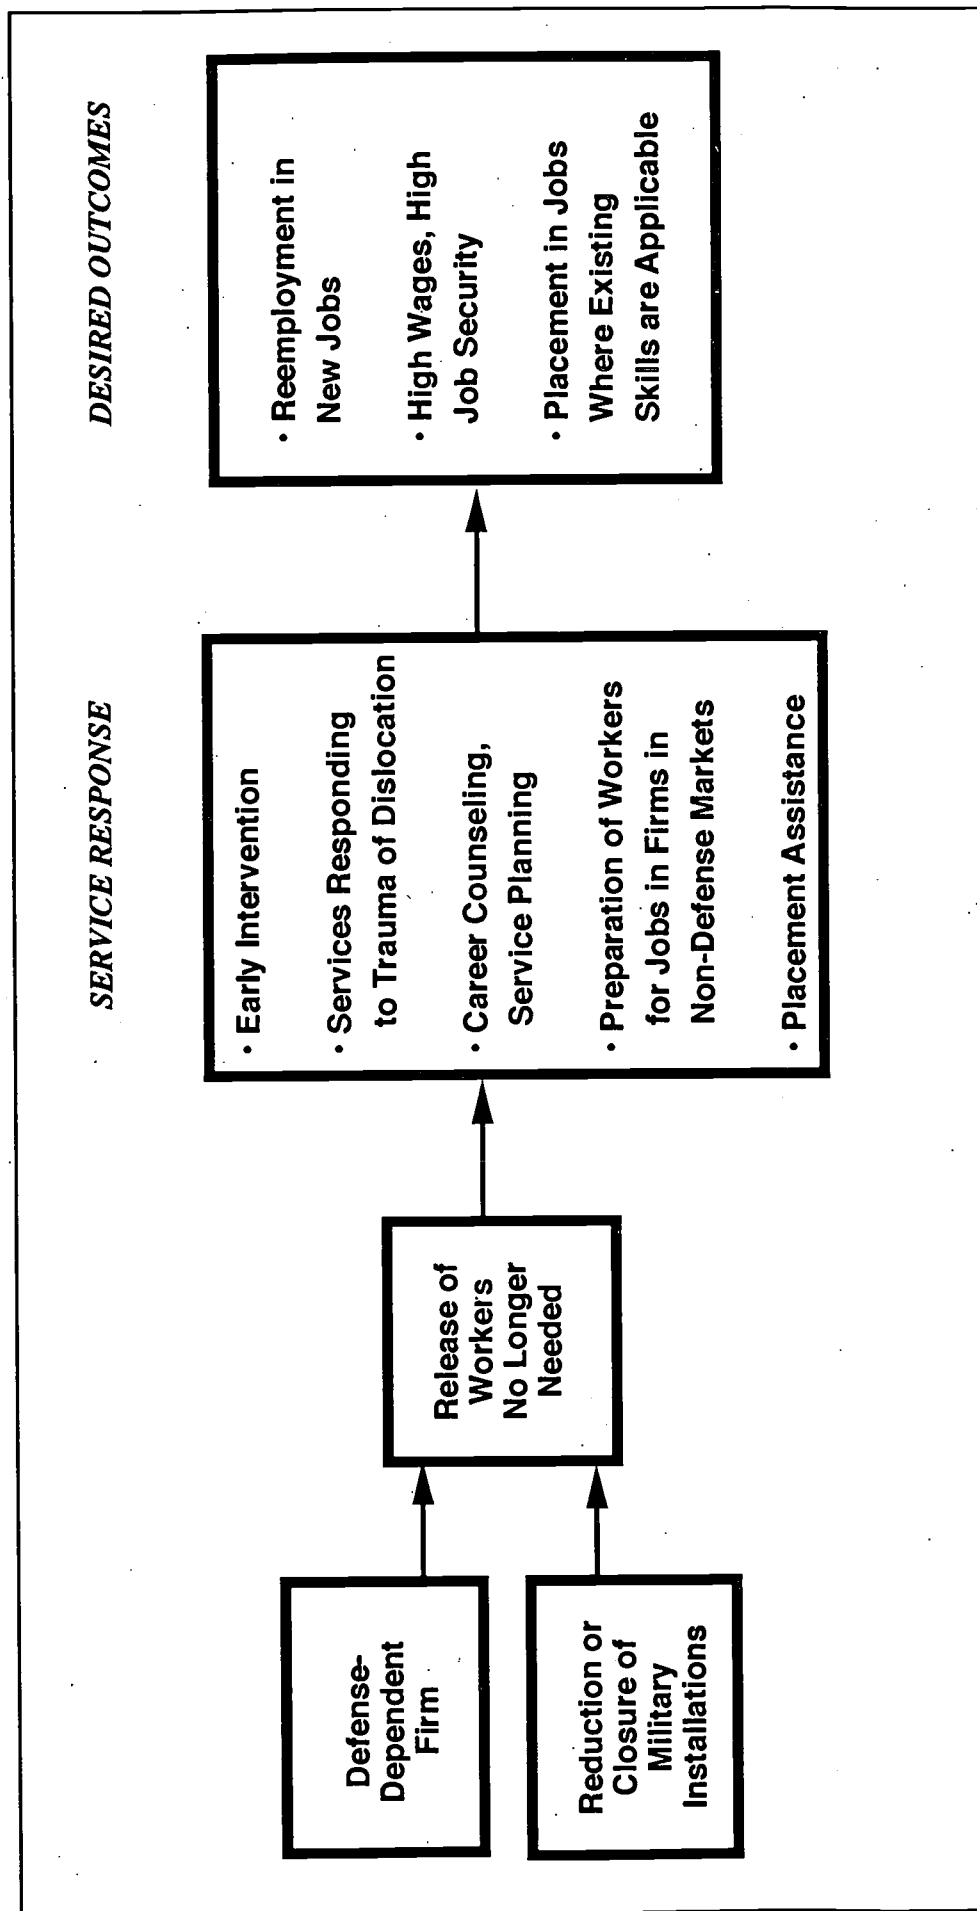 SERVICE RESPONSE
DESIRED OUTCOMES
Defense-
Dependent
Firm
Reduction or
Closure of
Military
Installations
Release of
Workers
No Longer
Needed
• Early Intervention
• Services Responding
to Trauma of Dislocation
• Career Counseling,
Service Planning
• Preparation of Workers
for Jobs in Firms in
Non-Defense Markets
• Placement Assistance
• Reemployment in
New Jobs
• High Wages, High
Job Security
• Placement in Jobs
Where Existing
Skills are Applicable